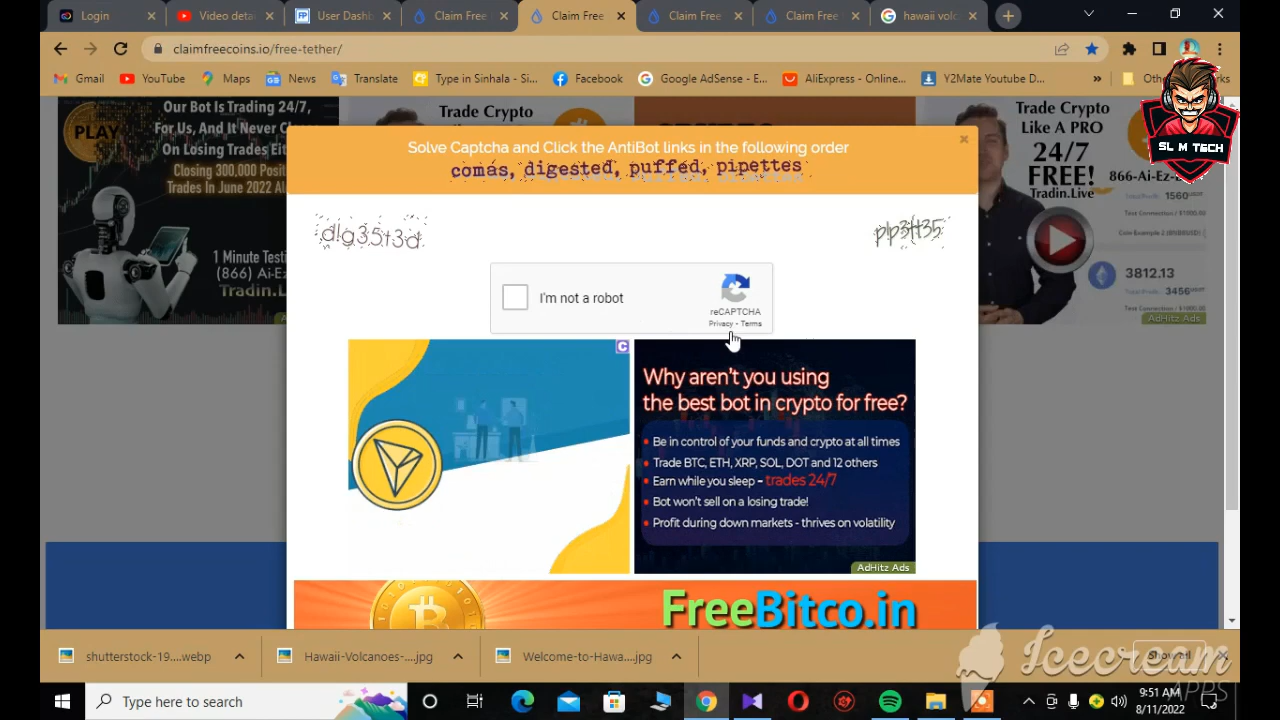 Login
Video detai
User Dashb
Claim Free
Claim Free
Claim Free
Claim Free
hawaii volc
claimfreecoins.io/free-tether/
Gmail
YouTube
Maps
News
Translate
Type in Sinhala - Si...
Facebook
Google AdSense - E...
AliExpress - Online...
Y2Mate Youtube D...
»
SL M TECH
PLAY
Our Bot Is Trading 24/7,
For Us, And It Never
On Losing Trades
Closing 300,000
Trades In June 2022
1 Minute
(866) Ai-Ez
Tradin.
Trade Crypto
Trade Crypto
Like A PRO
24/7
FREE!
Tradin.Live
866-Ai-Ez-
1560
3812.13
3456
AdHitz Ads
Solve Captcha and Click the AntiBot links in the following order
comas, digested, puffed, pipettes
d!g35t3d
p!p3tt35
I'm not a robot
reCAPTCHA
Privacy - Terms
C
Why aren't you using
the best bot in crypto for free?
• Be in control of your funds and crypto at all times
• Trade BTC, ETH, XRP, SOL, DOT and 12 others
• Earn while you sleep - trades 24/7
• Bot won't sell on a losing trade!
• Profit during down markets - thrives on volatility
AdHitz Ads
FreeBitco.in
shutterstock-19....webp
Hawaii-Volcanoes-....jpg
Welcome-to-Hawa....jpg
Show all
Icecream
APPS
Type here to search
9:51 AM
8/11/2022